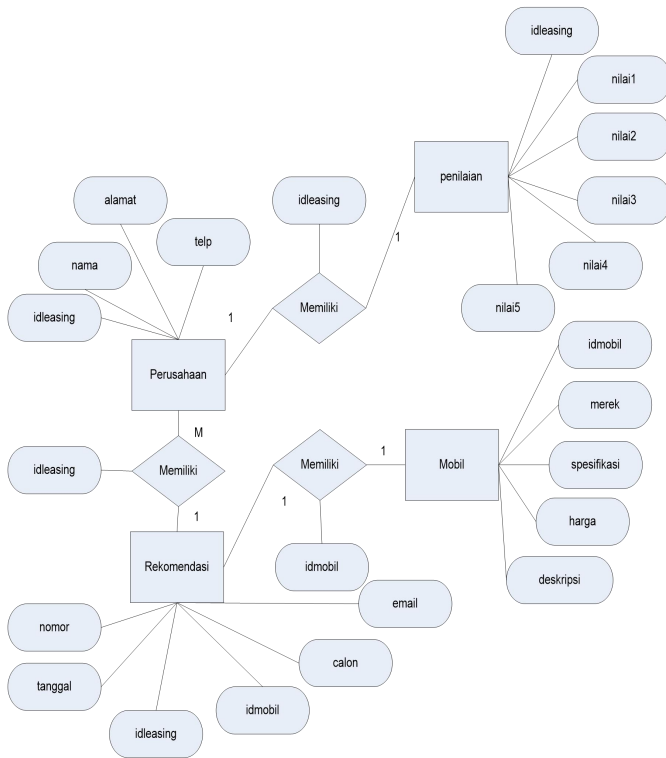 idleasing
nilai1
nilai2
penilaian
alamat
idleasing
nilai3
telp
1
nama
nilai4
idleasing
1
Memiliki
nilai5
idmobil
Perusahaan
merek
M
1
idleasing
Memiliki
Memiliki
Mobil
spesifikasi
1
1
harga
Rekomendasi
idmobil
deskripsi
email
nomor
calon
tanggal
idmobil
idleasing